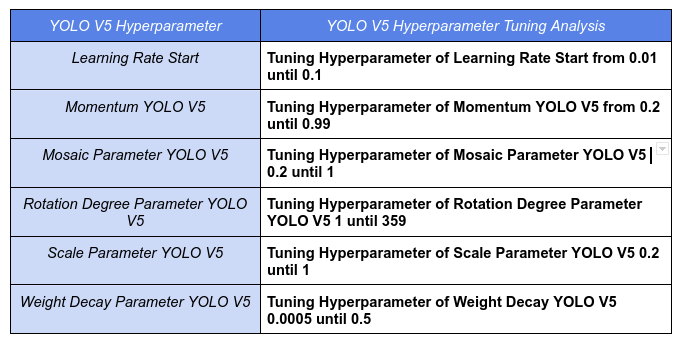 YOLO V5 Hyperparameter
YOLO V5 Hyperparameter Tuning Analysis
Learning Rate Start
Tuning Hyperparameter of Learning Rate Start from 0.01
until 0.1
Momentum YOLO V5
Tuning Hyperparameter of Momentum YOLO V5 from 0.2
until 0.99
Mosaic Parameter YOLO V5
Tuning Hyperparameter of Mosaic Parameter YOLO V5
0.2 until 1
Rotation Degree Parameter YOLO
V5
Tuning Hyperparameter of Rotation Degree Parameter
YOLO V5 1 until 359
Scale Parameter YOLO V5
Tuning Hyperparameter of Scale Parameter YOLO V5 0.2
until 1
Weight Decay Parameter YOLO V5
Tuning Hyperparameter of Weight Decay YOLO V5
0.0005 until 0.5